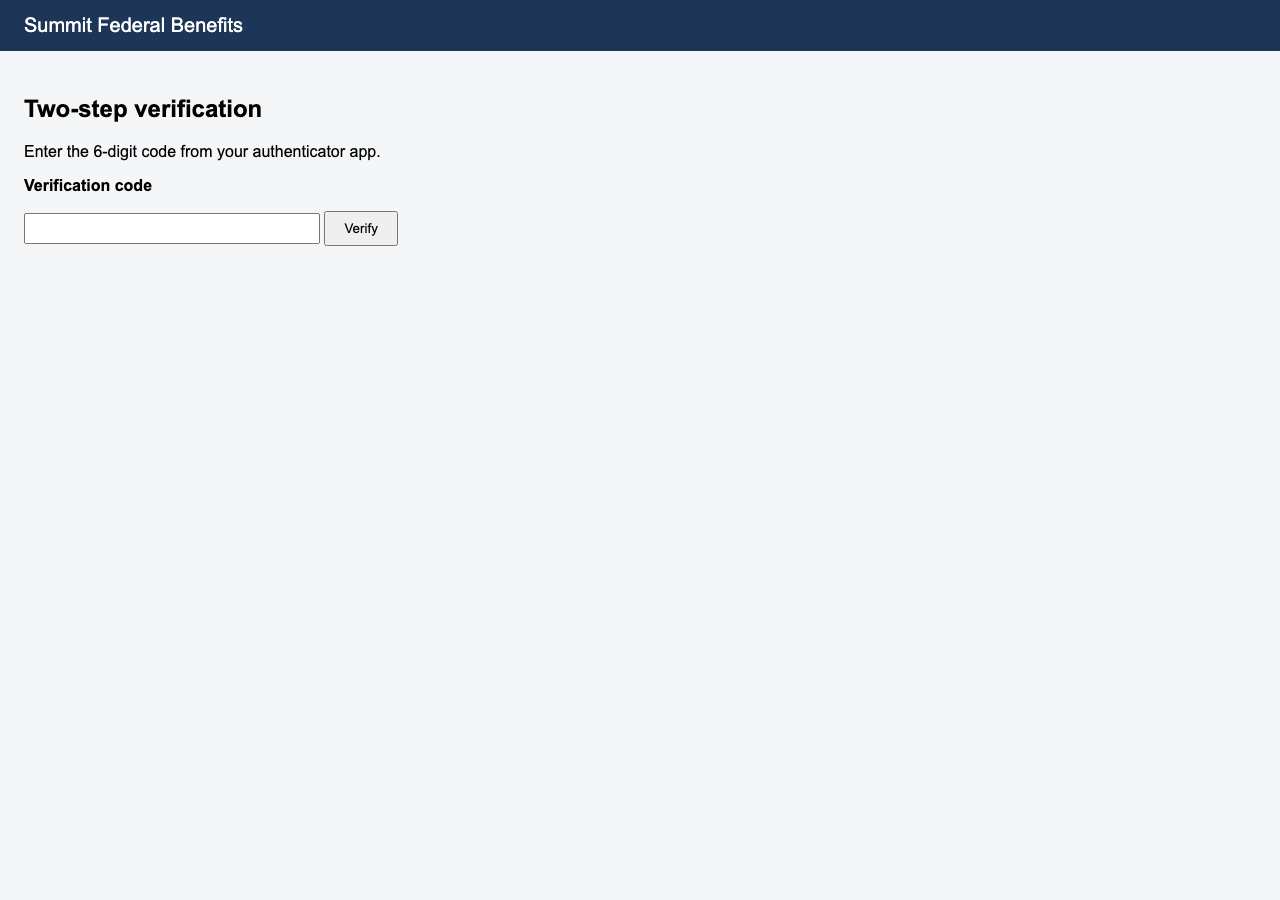 Summit Federal Benefits
Two-step verification
Enter the 6-digit code from your authenticator app.
Verification code
Verify